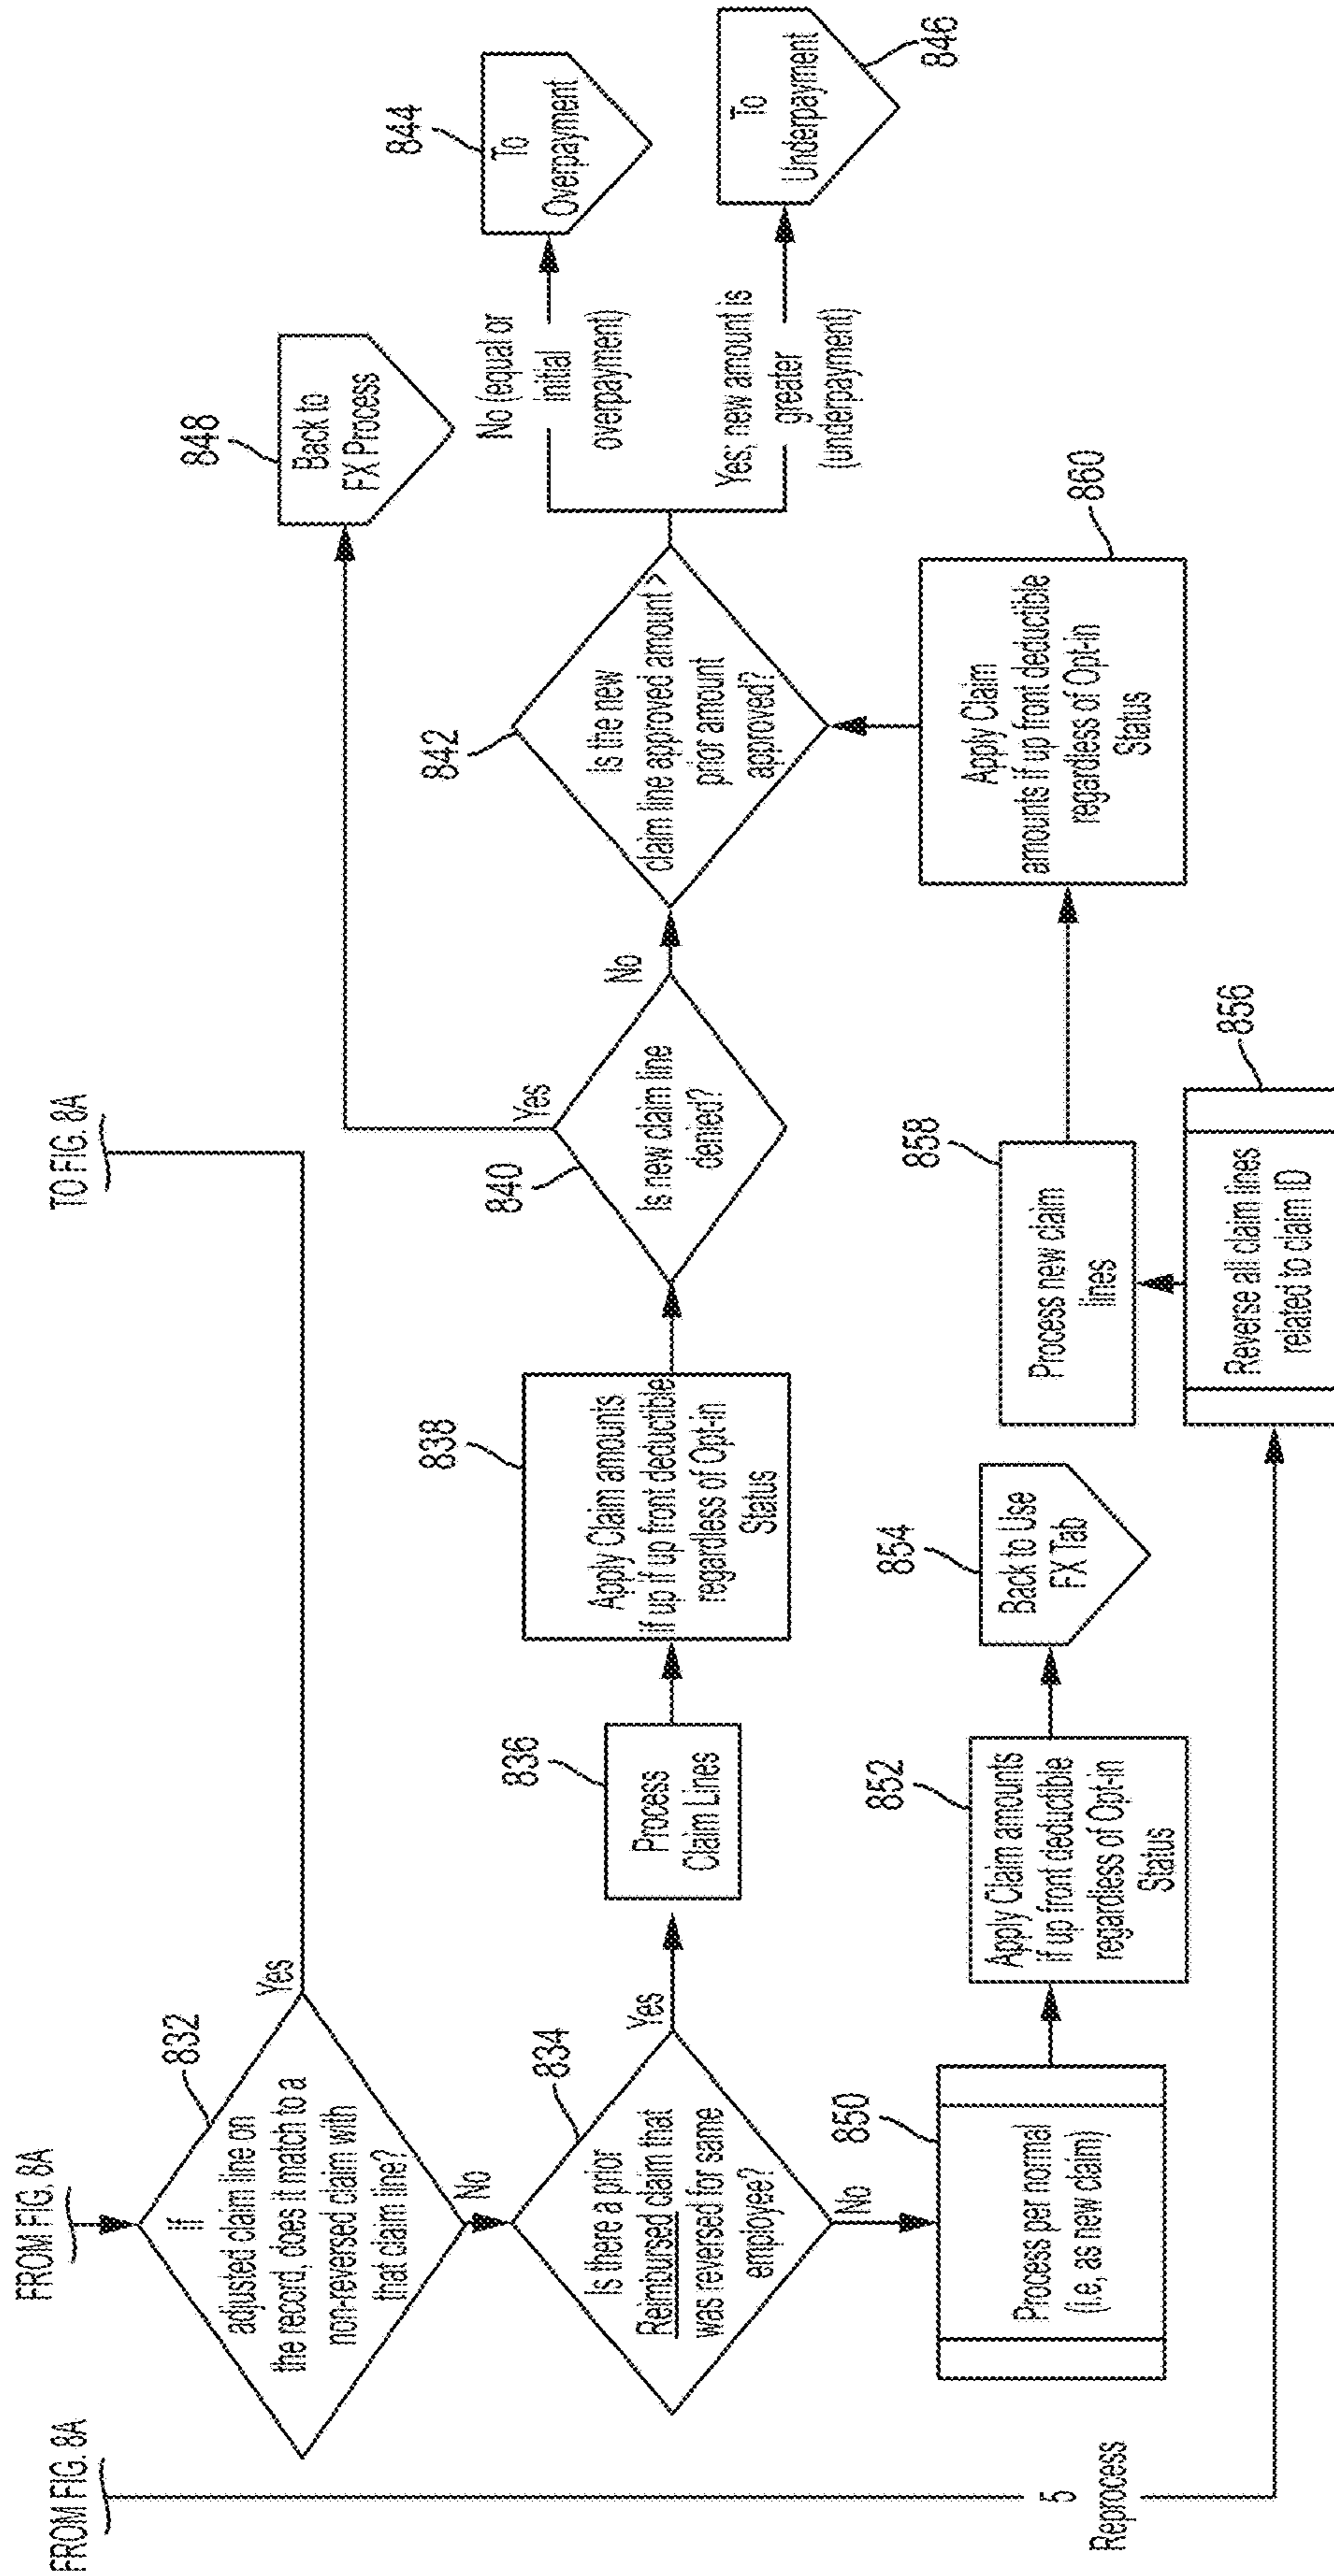 FROM FIG. 8A
FROM FIG. 8A
TO FIG. 8A
832
If
adjusted claim line on
the record, does it match to a
non-reversed claim with
that claim line?
Yes
No
834
Is there a prior
Reimbursed claim that
was reversed for same
employee?
Yes
No
836
Process
Claim Lines
838
Apply Claim amounts
if up if up front deductible
regardless of Opt-in
Status
840
Is new claim line
denied?
Yes
No
848
Back to
FX Process
842
Is the new
claim line approved amount >
prior amount
approved?
No (equal or
initial
overpayment)
844
To
Overpayment
Yes; new amount is
greater
(underpayment)
846
To
Underpayment
850
Process per normal
(i.e, as new claim)
852
Apply Claim amounts
if up front deductible
regardless of Opt-in
Status
854
Back to Use
FX Tab
5
Reprocess
856
Reverse all claim lines
related to claim ID
858
Process new claim
lines
860
Apply Claim
amounts if up front deductible
regardless of Opt-in
Status